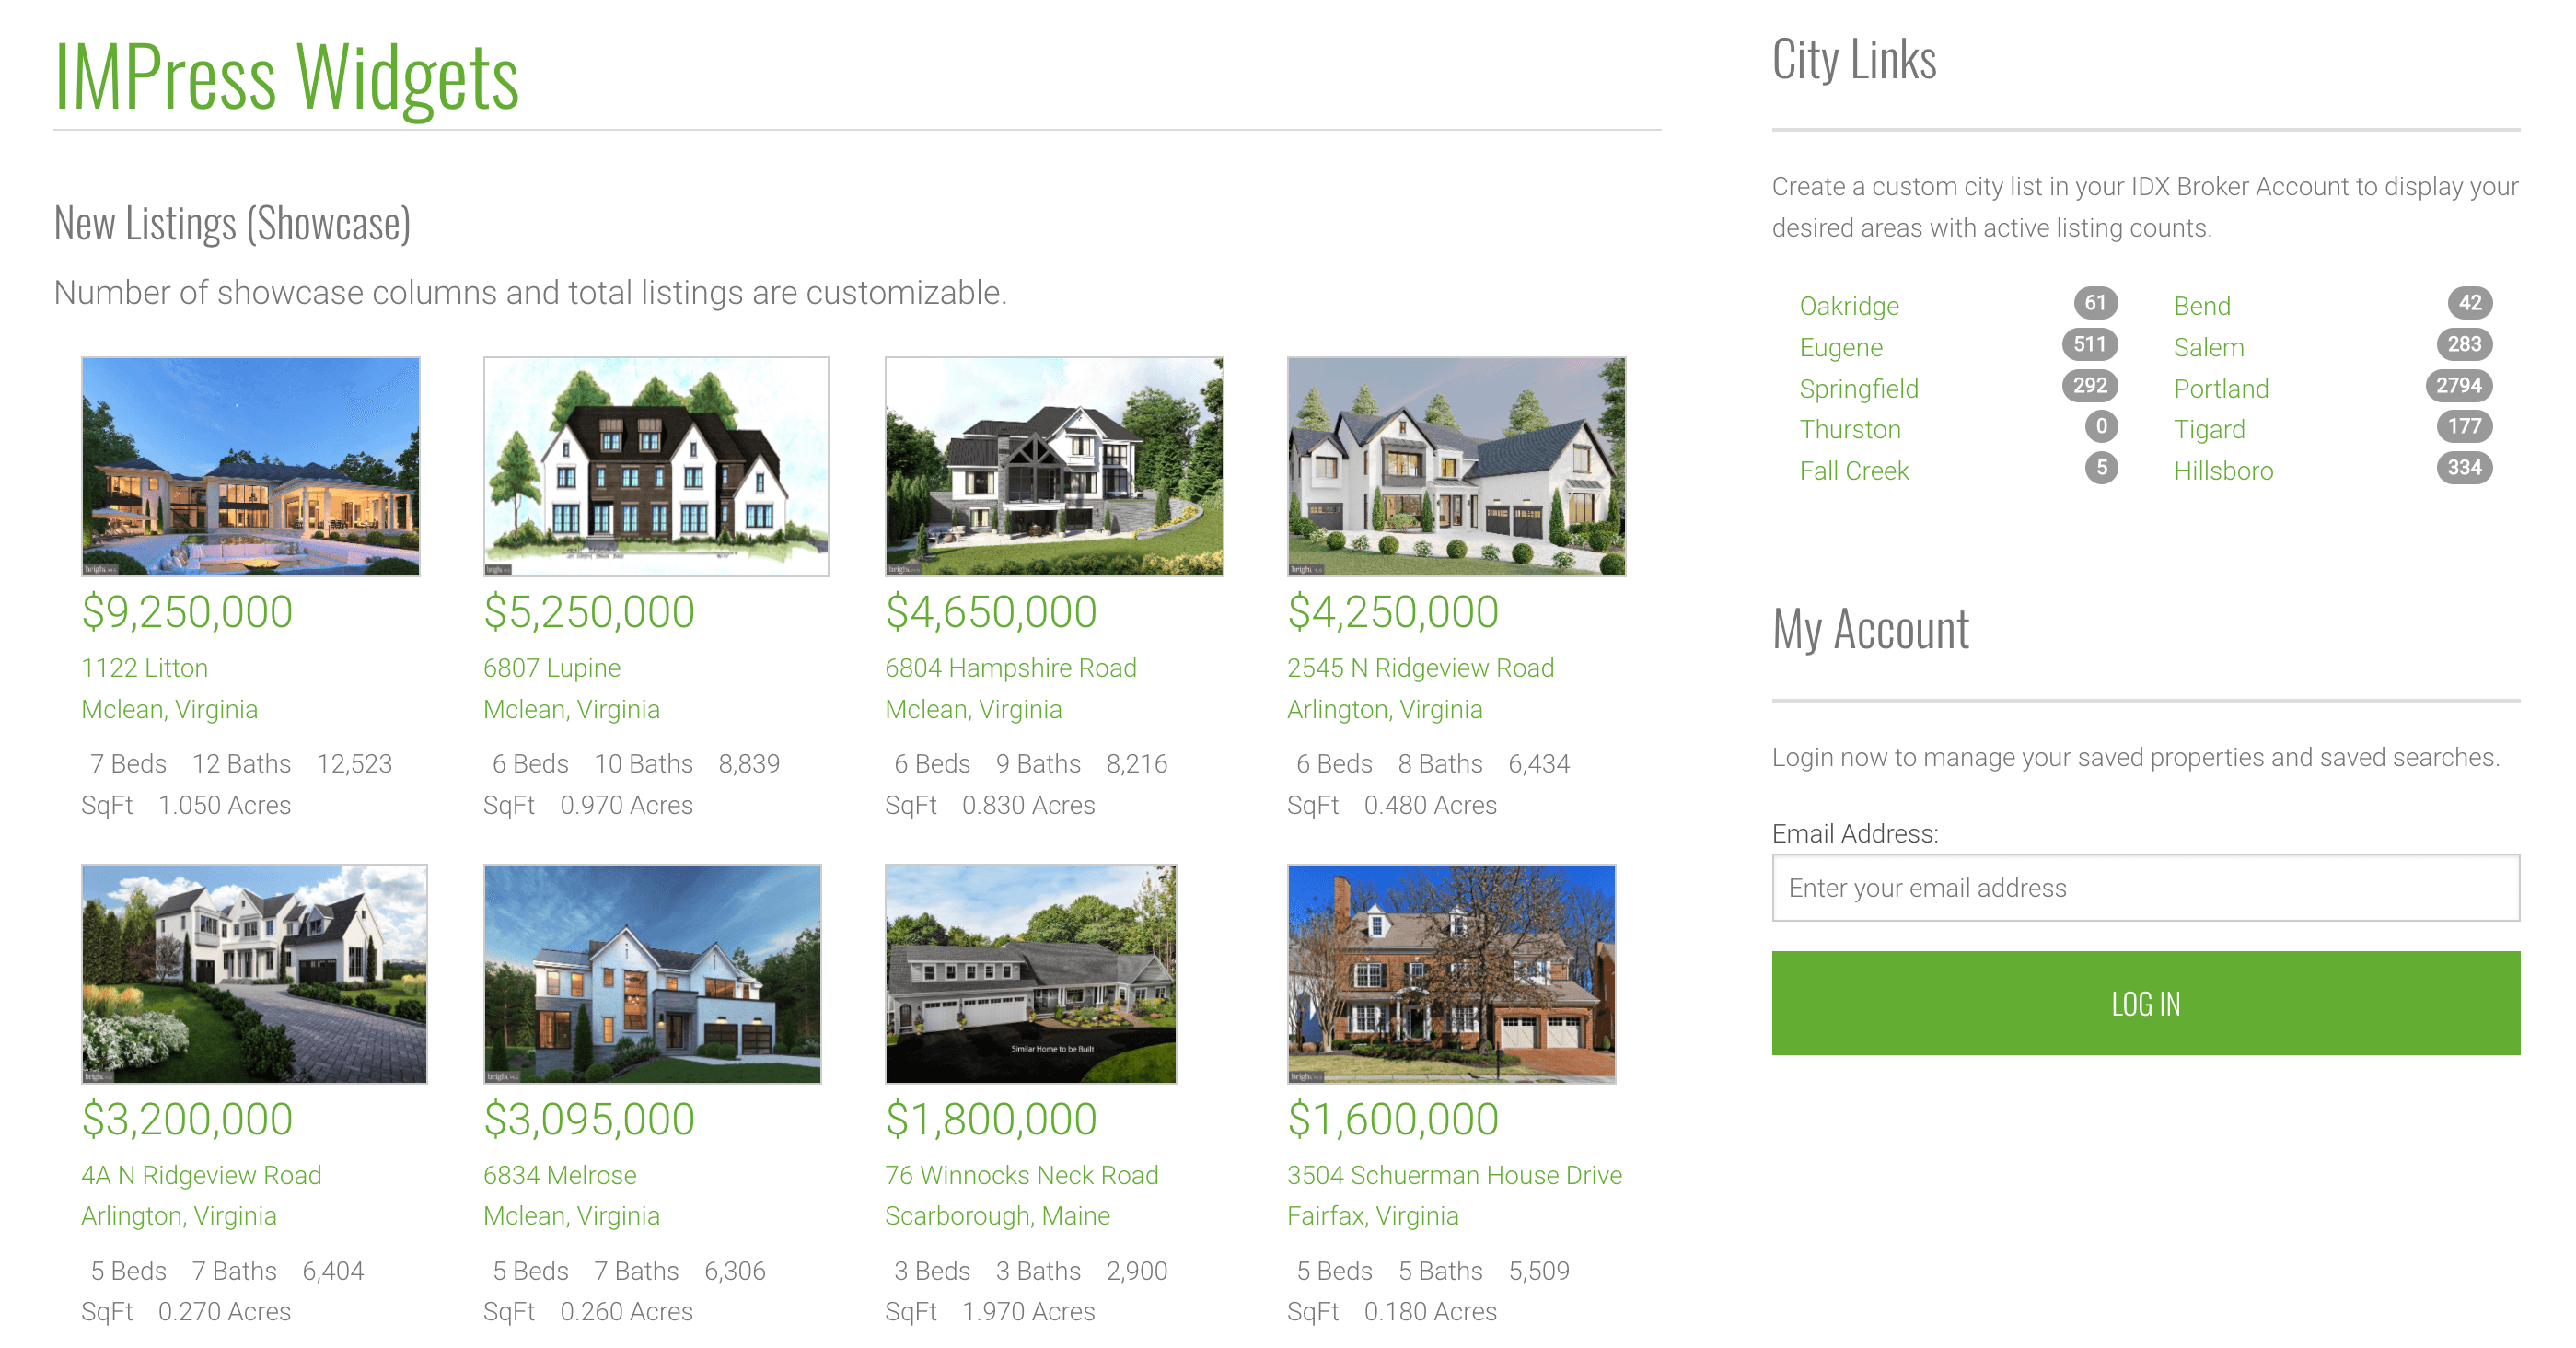 IMPress Widgets
New Listings (Showcase)
Number of showcase columns and total listings are customizable.
$9,250,000
1122 Litton
Mclean, Virginia
7 Beds 12 Baths 12,523
SqFt 1.050 Acres
$5,250,000
6807 Lupine
Mclean, Virginia
6 Beds 10 Baths 8,839
SqFt 0.970 Acres
$4,650,000
6804 Hampshire Road
Mclean, Virginia
6 Beds 9 Baths 8,216
SqFt 0.830 Acres
$4,250,000
2545 N Ridgeview Road
Arlington, Virginia
6 Beds 8 Baths 6,434
SqFt 0.480 Acres
$3,200,000
4A N Ridgeview Road
Arlington, Virginia
5 Beds 7 Baths 6,404
SqFt 0.270 Acres
$3,095,000
6834 Melrose
Mclean, Virginia
5 Beds 7 Baths 6,306
SqFt 0.260 Acres
Similar Home to be Built
$1,800,000
76 Winnocks Neck Road
Scarborough, Maine
3 Beds 3 Baths 2,900
SqFt 1.970 Acres
$1,600,000
3504 Schuerman House Drive
Fairfax, Virginia
5 Beds 5 Baths 5,509
SqFt 0.180 Acres
City Links
Create a custom city list in your IDX Broker Account to display your
desired areas with active listing counts.
Oakridge 61
Eugene 511
Springfield 292
Thurston 0
Fall Creek 5
Bend 42
Salem 283
Portland 2794
Tigard 177
Hillsboro 334
My Account
Login now to manage your saved properties and saved searches.
Email Address:
Enter your email address
LOG IN